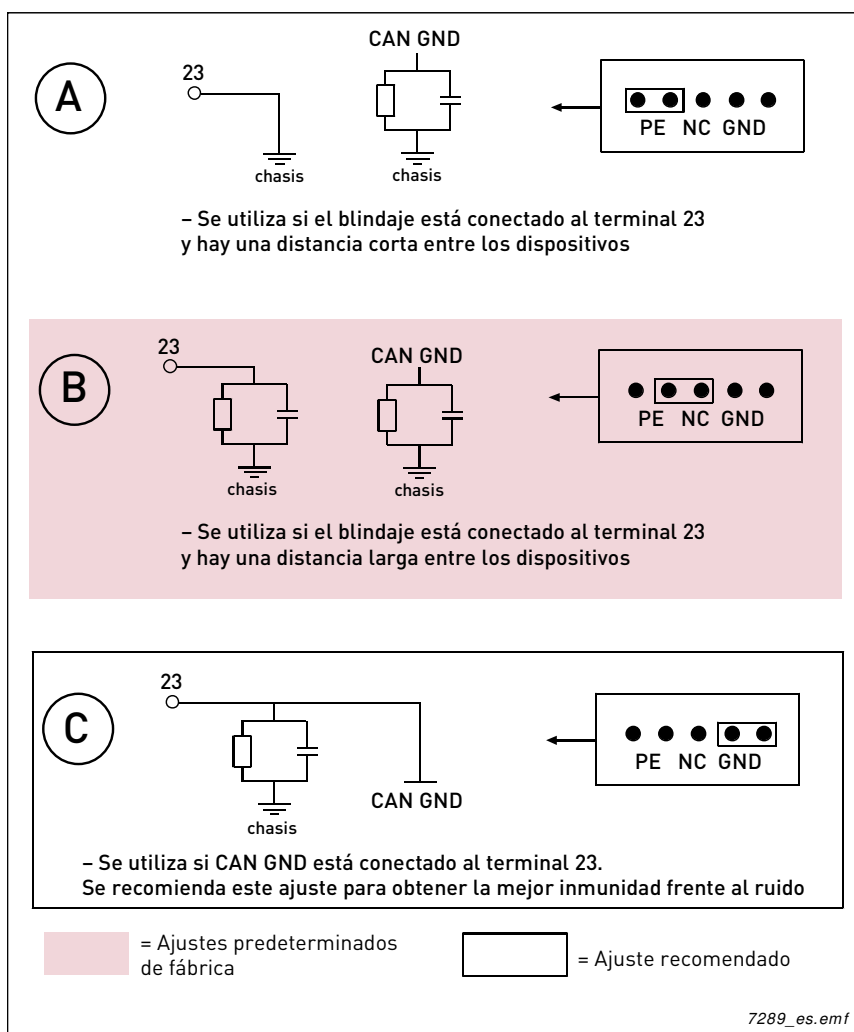 A
23
chasis
CAN GND
chasis
PE NC GND
– Se utiliza si el blindaje está conectado al terminal 23
y hay una distancia corta entre los dispositivos
B
23
chasis
CAN GND
chasis
PE NC GND
– Se utiliza si el blindaje está conectado al terminal 23
y hay una distancia larga entre los dispositivos
C
23
chasis
CAN GND
PE NC GND
– Se utiliza si CAN GND está conectado al terminal 23.
Se recomienda este ajuste para obtener la mejor inmunidad frente al ruido
= Ajustes predeterminados
de fábrica
= Ajuste recomendado
7289_es.emf